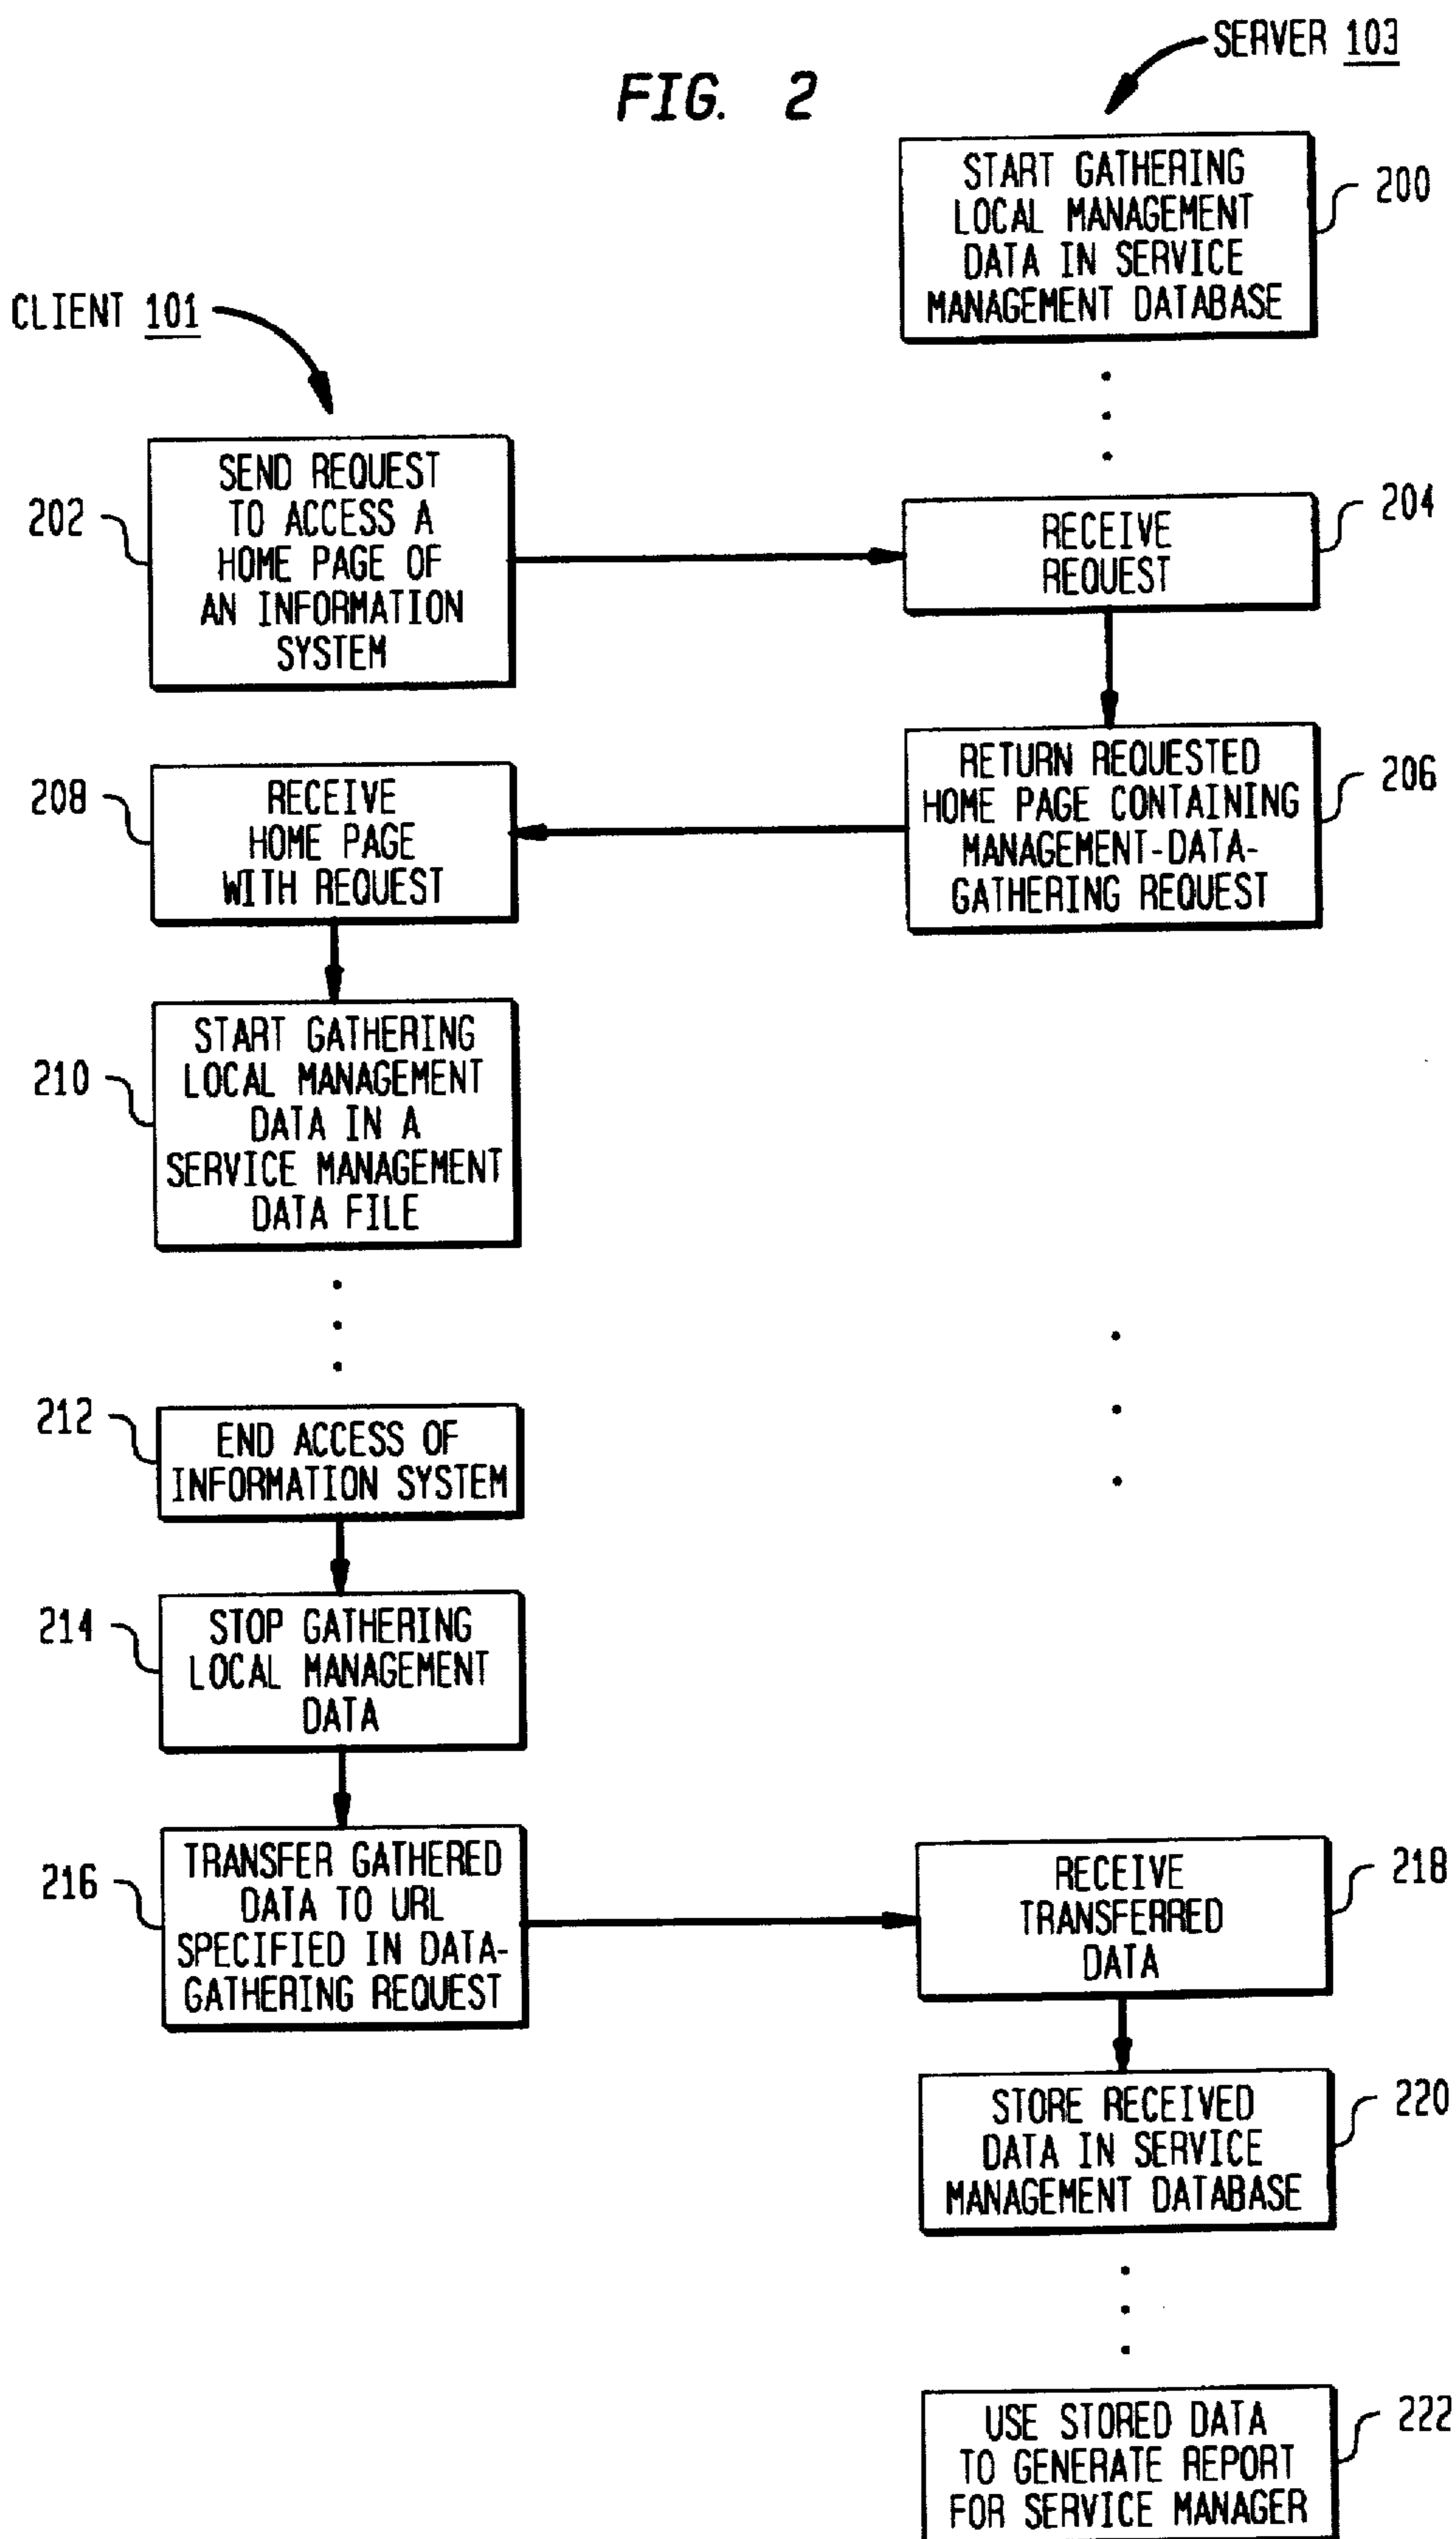 SERVER 103
FIG. 2
START GATHERING
LOCAL MANAGEMENT
DATA IN SERVICE
MANAGEMENT DATABASE
200
CLIENT 101
SEND REQUEST
TO ACCESS A
HOME PAGE OF
AN INFORMATION
SYSTEM
202
RECEIVE
REQUEST
204
RETURN REQUESTED
HOME PAGE CONTAINING
MANAGEMENT-DATA-
GATHERING REQUEST
206
208
RECEIVE
HOME PAGE
WITH REQUEST
210
START GATHERING
LOCAL MANAGEMENT
DATA IN A
SERVICE MANAGEMENT
DATA FILE
212
END ACCESS OF
INFORMATION SYSTEM
214
STOP GATHERING
LOCAL MANAGEMENT
DATA
216
TRANSFER GATHERED
DATA TO URL
SPECIFIED IN DATA-
GATHERING REQUEST
RECEIVE
TRANSFERRED
DATA
218
STORE RECEIVED
DATA IN SERVICE
MANAGEMENT DATABASE
220
USE STORED DATA
TO GENERATE REPORT
FOR SERVICE MANAGER
222